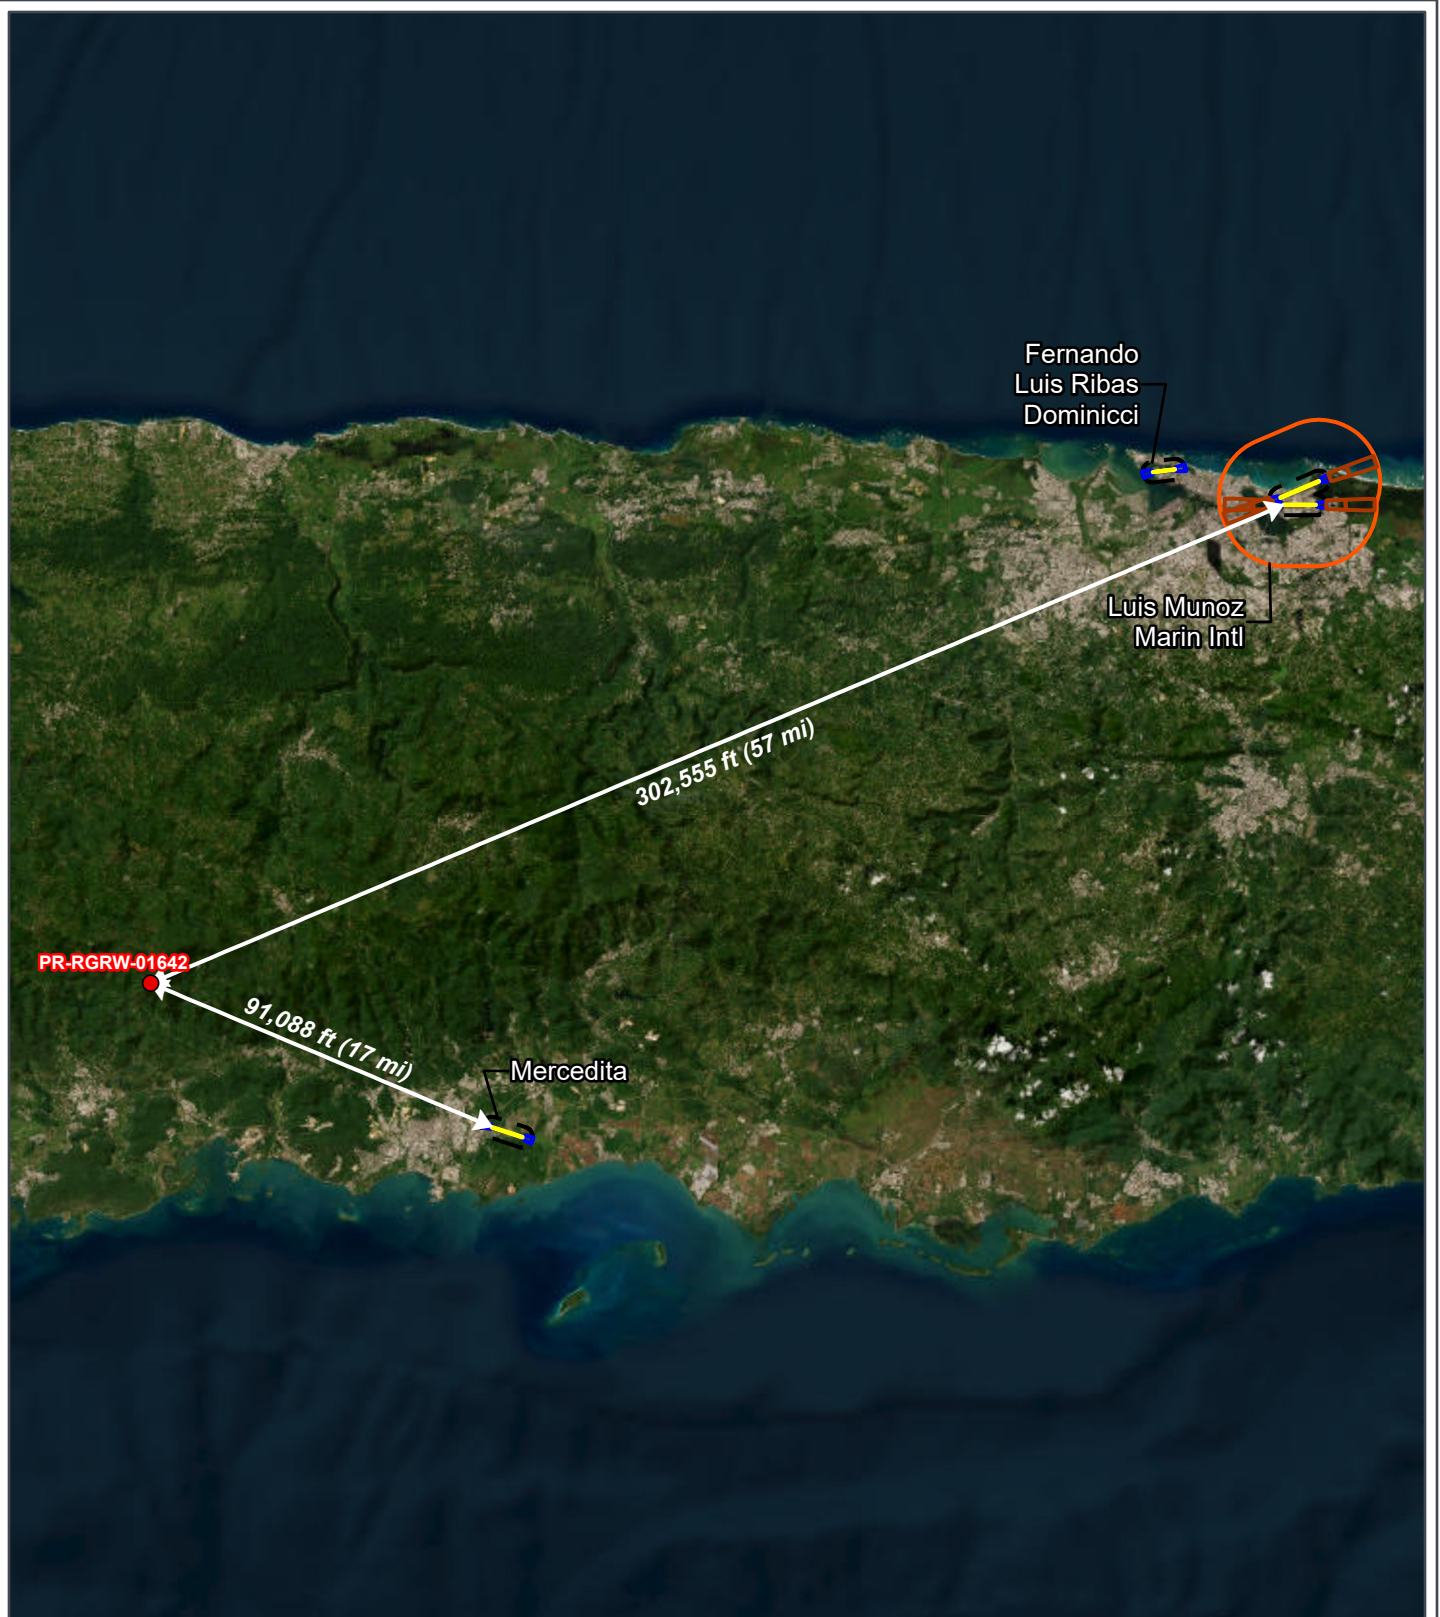 Fernando
Luis Ribas
Dominicci
Luis Munoz
Marin Intl
302,555 ft (57 mi)
PR-RGRW-01642
91,088 ft (17 mi)
Mercedita